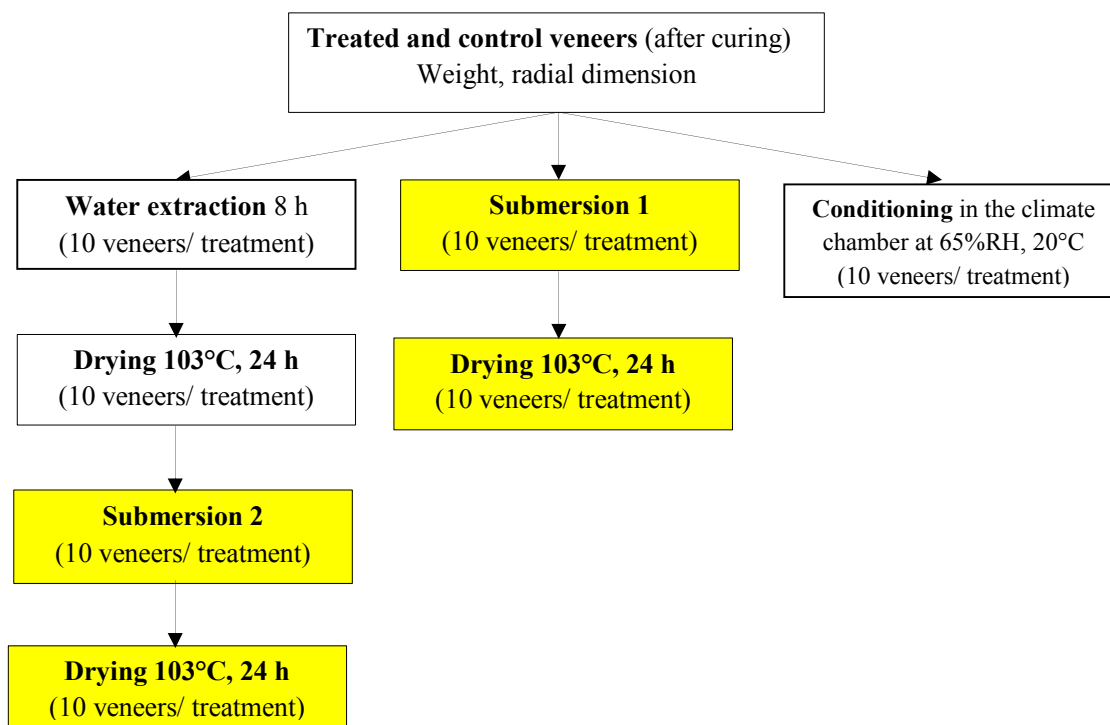 Treated and control veneers (after curing)
Weight, radial dimension
Water extraction 8 h
(10 veneers/ treatment)
Submersion 1
(10 veneers/ treatment)
Conditioning in the climate
chamber at 65%RH, 20°C
(10 veneers/ treatment)
Drying 103°C, 24 h
(10 veneers/ treatment)
Drying 103°C, 24 h
(10 veneers/ treatment)
Submersion 2
(10 veneers/ treatment)
Drying 103°C, 24 h
(10 veneers/ treatment)